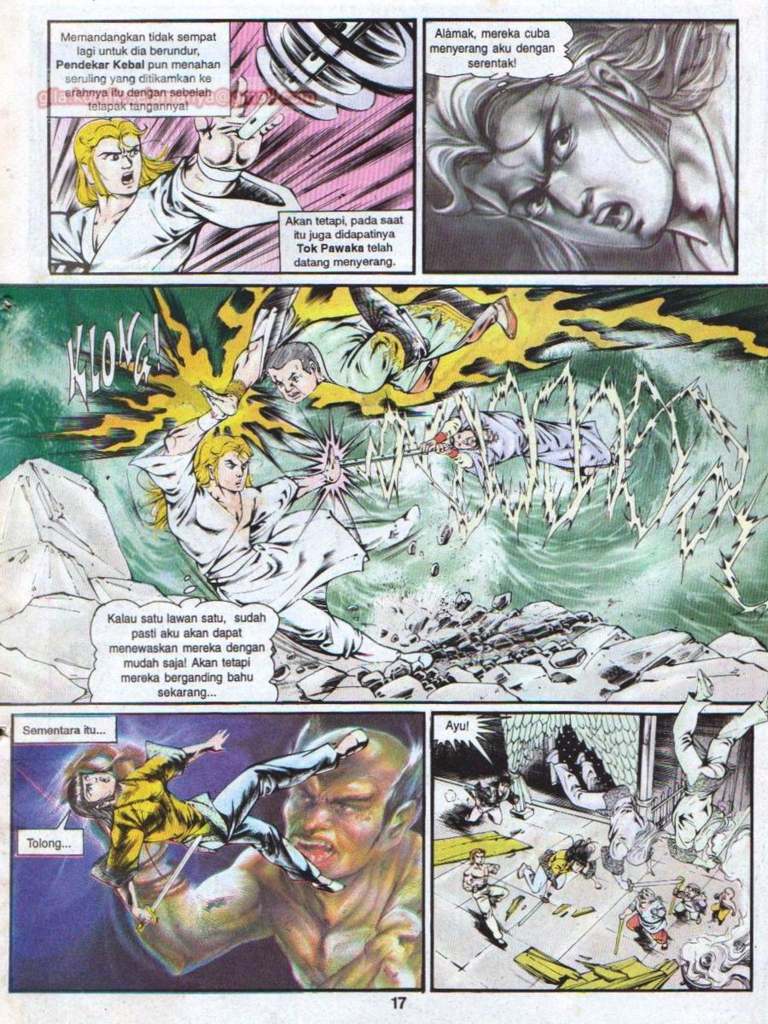 Memandangkan tidak sempat
lagi untuk dia berundur,
Pendekar Kebal pun menahan
seruling yang ditikamkan ke
arahnya itu dengan sebelah
tetapak tangannya!
Akan tetapi, pada saat
itu juga didapatinya
Tok Pawaka telah
datang menyerang.
Alamak, mereka cuba
menyerang aku dengan
serentak!
KLONG!
Kalau satu lawan satu, sudah
pasti aku akan dapat
menewaskan mereka dengan
mudah saja! Akan tetapi
mereka berganding bahu
sekarang...
Sementara itu...
Tolong...
Ayu!
17